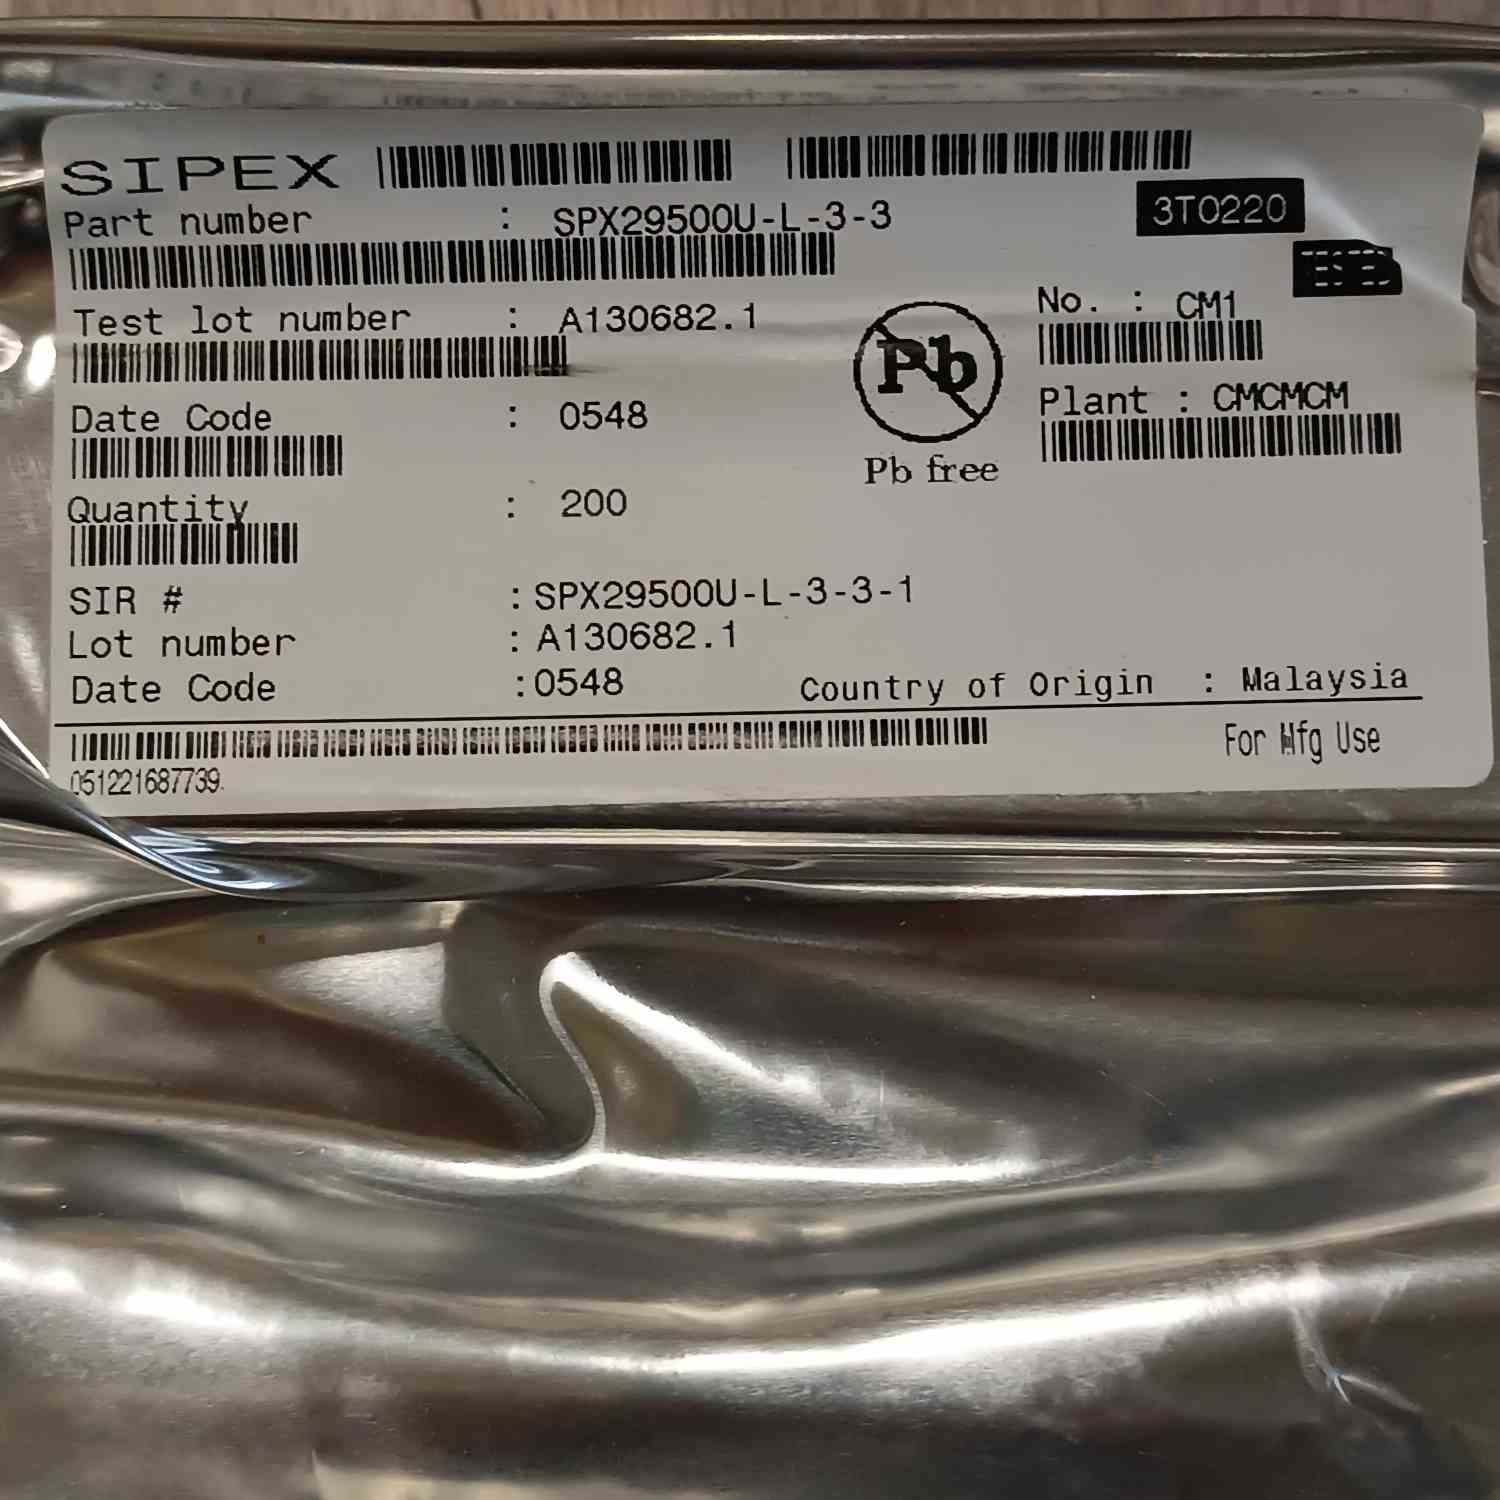 SIPEX
Part number : SPX29500U-L-3-3
3T0220
TESTED
Test lot number : A130682.1
No. : CM1
Pb
Date Code : 0548
Plant : CMCMCM
Pb free
Quantity : 200
SIR # : SPX29500U-L-3-3-1
Lot number : A130682.1
Date Code : 0548
Country of Origin : Malaysia
For Mfg Use
051221687739